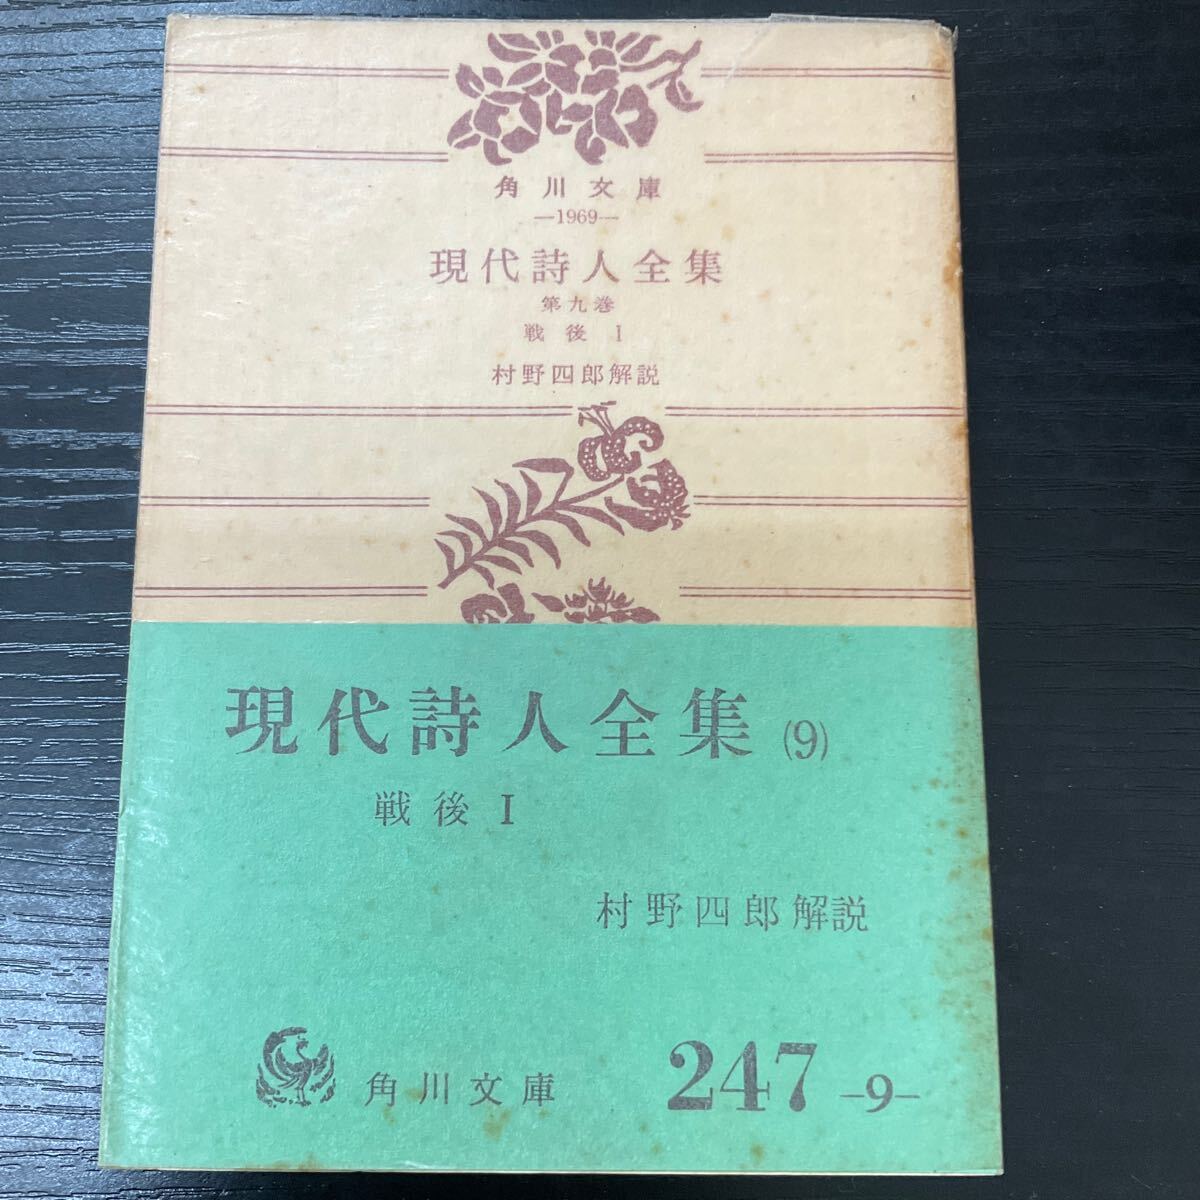 角川文庫
—1969—
現代詩人全集
第九巻
戦後 I
村野四郎解説
現代詩人全集 (9)
戦後 I
村野四郎解説
角川文庫 247 -9-